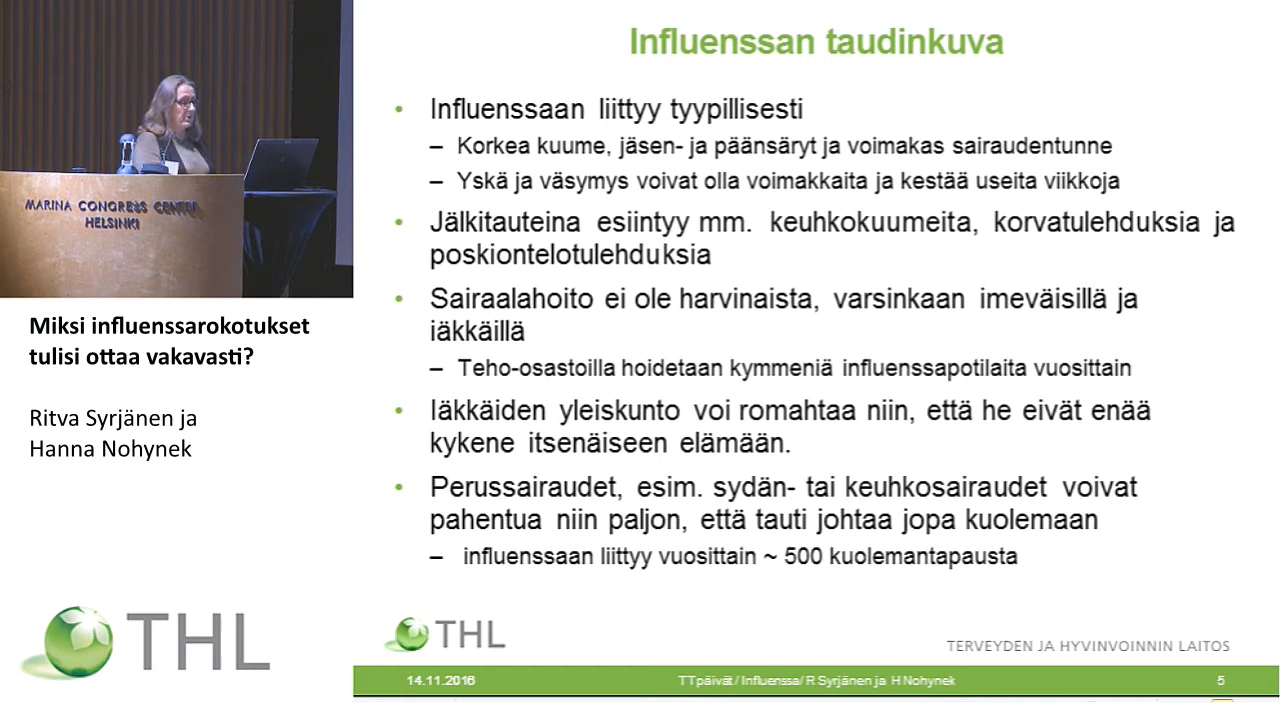 Influenssan taudinkuva
• Influenssaan liittyy tyypillisesti
– Korkea kuume, jäsen- ja päänsäryt ja voimakas sairaudentunne
– Yskä ja väsymys voivat olla voimakkaita ja kestää useita viikkoja
• Jälkitauteina esiintyy mm. keuhkokuumeita, korvatulehduksia ja
poskiontelotulehduksia
• Sairaalahoito ei ole harvinaista, varsinkaan imeväisillä ja
iäkkäillä
– Teho-osastoilla hoidetaan kymmeniä influenssapotilaita vuosittain
• Iäkkäiden yleiskunto voi romahtaa niin, että he eivät enää
kykene itsenäiseen elämään.
• Perussairaudet, esim. sydän- tai keuhkosairaudet voivat
pahentua niin paljon, että tauti johtaa jopa kuolemaan
– influenssaan liittyy vuosittain ~ 500 kuolemantapausta
MARINA CONGRESS CENTER
HELSINKI
Miksi influenssarokotukset
tulisi ottaa vakavasti?
Ritva Syrjänen ja
Hanna Nohynek
THL
THL
TERVEYDEN JA HYVINVOINNIN LAITOS
14.11.2016
TTpäivät / Influenssa/ R Syrjänen ja H Nohynek
5